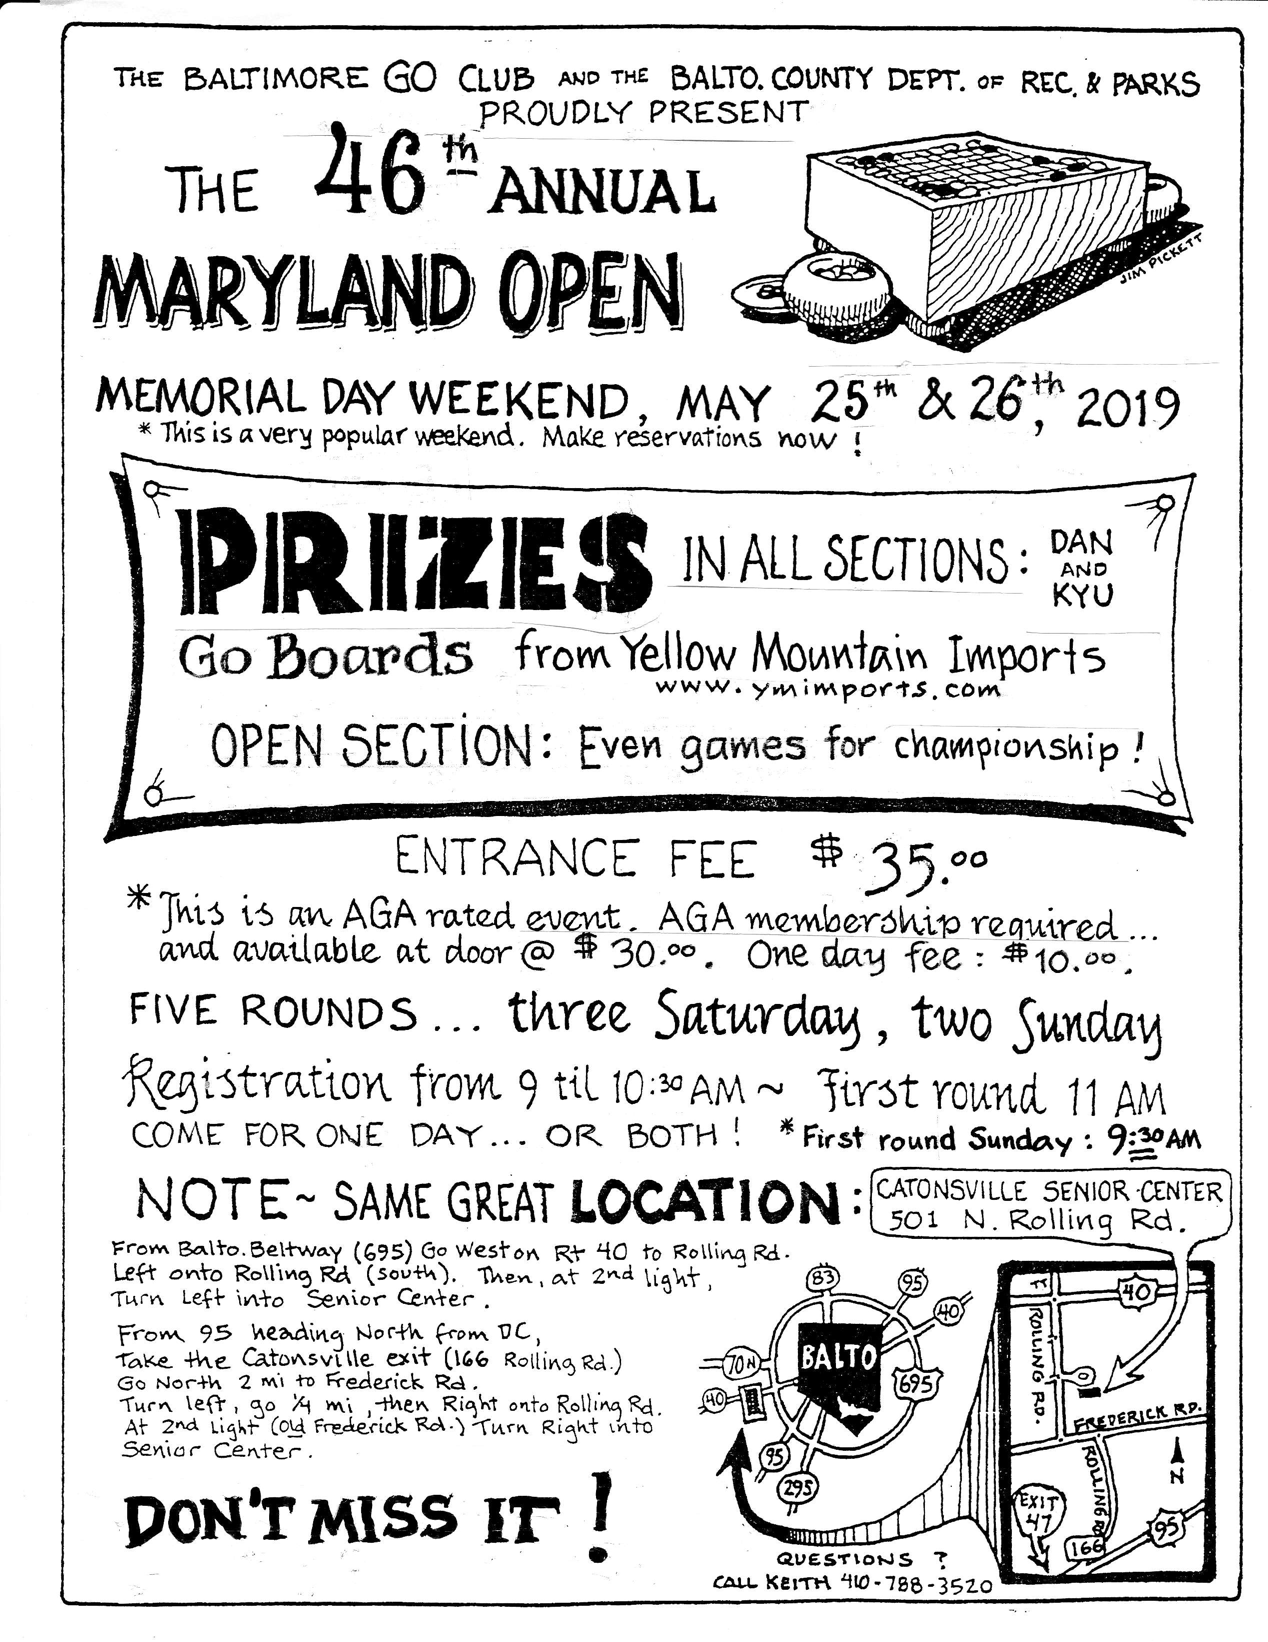 THE BALTIMORE GO CLUB AND THE BALTO. COUNTY DEPT. OF REC. & PARKS
PROUDLY PRESENT
THE 46th ANNUAL
MARYLAND OPEN
JIM PICKETT
MEMORIAL DAY WEEKEND, MAY 25th & 26th, 2019
* This is a very popular weekend. Make reservations now !
PRIZES IN ALL SECTIONS: DAN AND KYU
Go Boards from Yellow Mountain Imports
www.ymimports.com
OPEN SECTION: Even games for championship!
ENTRANCE FEE $35.00
* This is an AGA rated event. AGA membership required...
and available at door @ $30.00. One day fee: $10.00.
FIVE ROUNDS... three Saturday, two Sunday
Registration from 9 til 10:30 AM ~ First round 11 AM
COME FOR ONE DAY... OR BOTH! * First round Sunday: 9:30 AM
NOTE~ SAME GREAT LOCATION:
CATONSVILLE SENIOR CENTER
501 N. Rolling Rd.
From Balto. Beltway (695) Go West on Rt 40 to Rolling Rd.
Left onto Rolling Rd (south). Then, at 2nd light,
Turn Left into Senior Center.
From 95 heading North from DC,
Take the Catonsville exit (166 Rolling Rd.)
Go North 2 mi to Frederick Rd.
Turn left, go 1/4 mi, then Right onto Rolling Rd.
At 2nd Light (Old Frederick Rd.) Turn Right into
Senior Center.
DON'T MISS IT!
83
95
40
70N
BALTO
695
40
95
295
40
ROLLING RD.
FREDERICK RD.
ROLLING RD
N
EXIT
47
166
95
QUESTIONS ?
CALL KEITH 410-788-3520